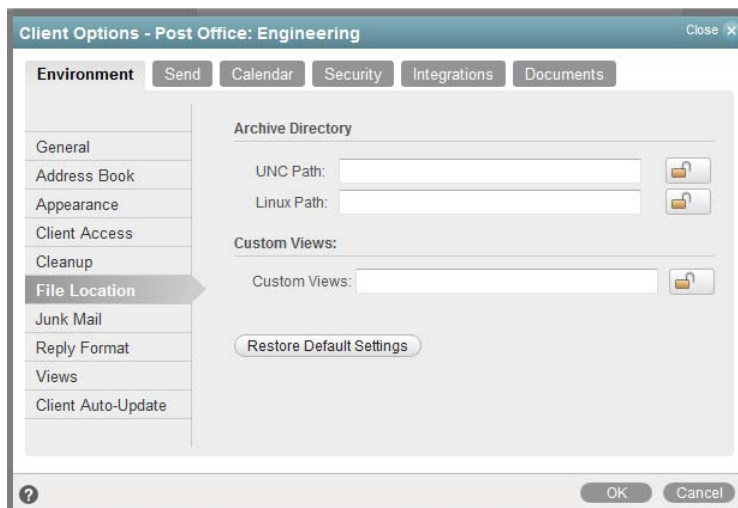 Client Options - Post Office: Engineering
Close
Environment Send Calendar Security Integrations Documents
General
Address Book
Appearance
Client Access
Cleanup
File Location
Junk Mail
Reply Format
Views
Client Auto-Update
Archive Directory
UNC Path:
Linux Path:
Custom Views:
Custom Views:
Restore Default Settings
?
OK Cancel